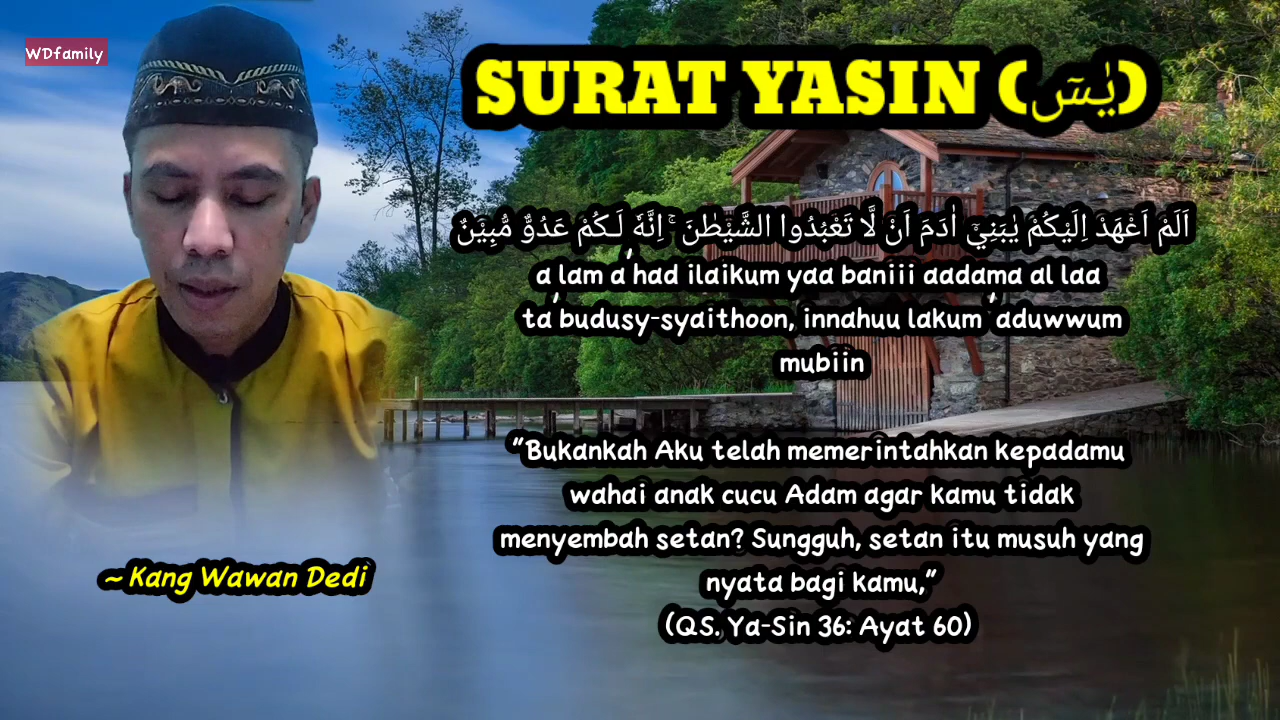 WDfamily
SURAT YASIN (يٰسٓ)
اَلَمْ اَعْهَدْ اِلَيْكُمْ يٰبَنِيْٓ اٰدَمَ اَنْ لَّا تَعْبُدُوا الشَّيْطٰنَۚ اِنَّهٗ لَـكُمْ عَدُوٌّ مُّبِيْنٌ
a lam a'had ilaikum yaa baniii aadama al laa
ta'budusy-syaithoon, innahuu lakum 'aduwwum
mubiin
"Bukankah Aku telah memerintahkan kepadamu
wahai anak cucu Adam agar kamu tidak
menyembah setan? Sungguh, setan itu musuh yang
nyata bagi kamu,"
(QS. Ya-Sin 36: Ayat 60)
~ Kang Wawan Dedi